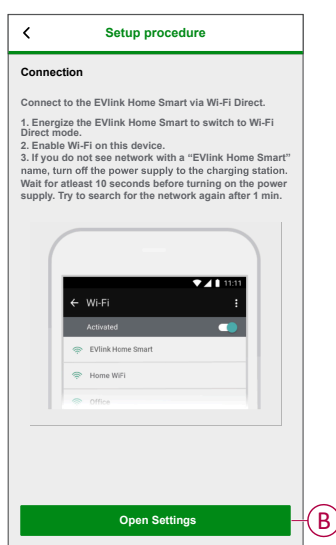 Setup procedure
Connection
Connect to the EVlink Home Smart via Wi-Fi Direct.
1. Energize the EVlink Home Smart to switch to Wi-Fi
Direct mode.
2. Enable Wi-Fi on this device.
3. If you do not see network with a “EVlink Home Smart”
name, turn off the power supply to the charging station.
Wait for atleast 10 seconds before turning on the power
supply. Try to search for the network again after 1 min.
11:11
Wi-Fi
Activated
EVlink Home Smart
Home WiFi
Office
Open Settings
B